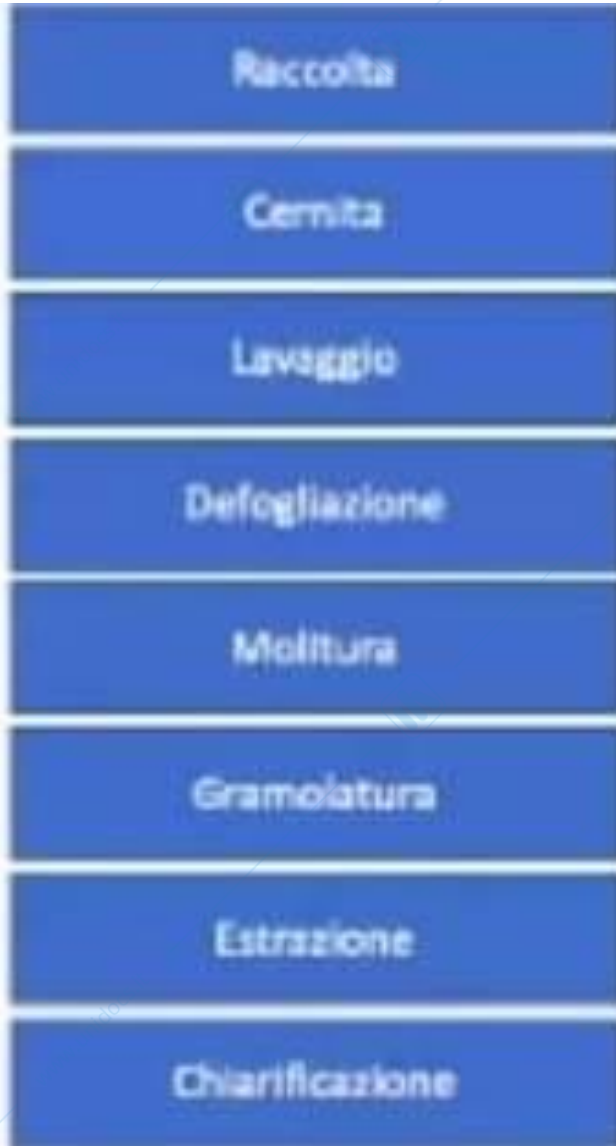 Raccolta
Cernita
Lavaggio
Defogliazione
Molitura
Gramolatura
Estrazione
Chiarificazione